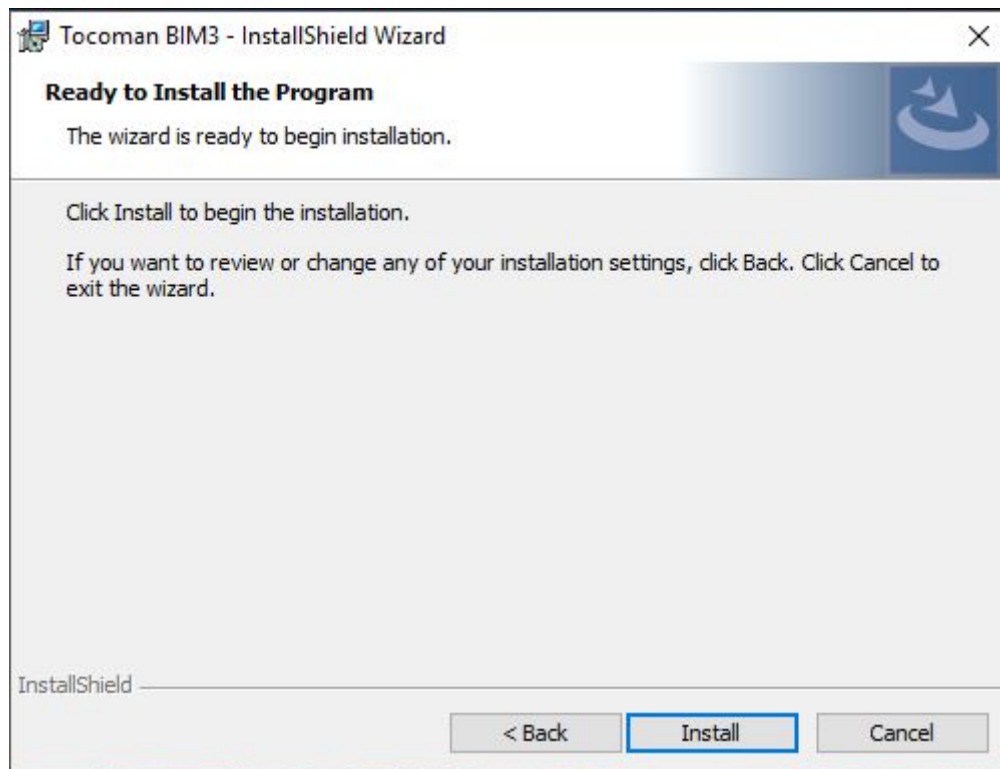 Tocoman BIM3 - InstallShield Wizard
Ready to Install the Program
The wizard is ready to begin installation.
Click Install to begin the installation.
If you want to review or change any of your installation settings, click Back. Click Cancel to
exit the wizard.
InstallShield
< Back
Install
Cancel